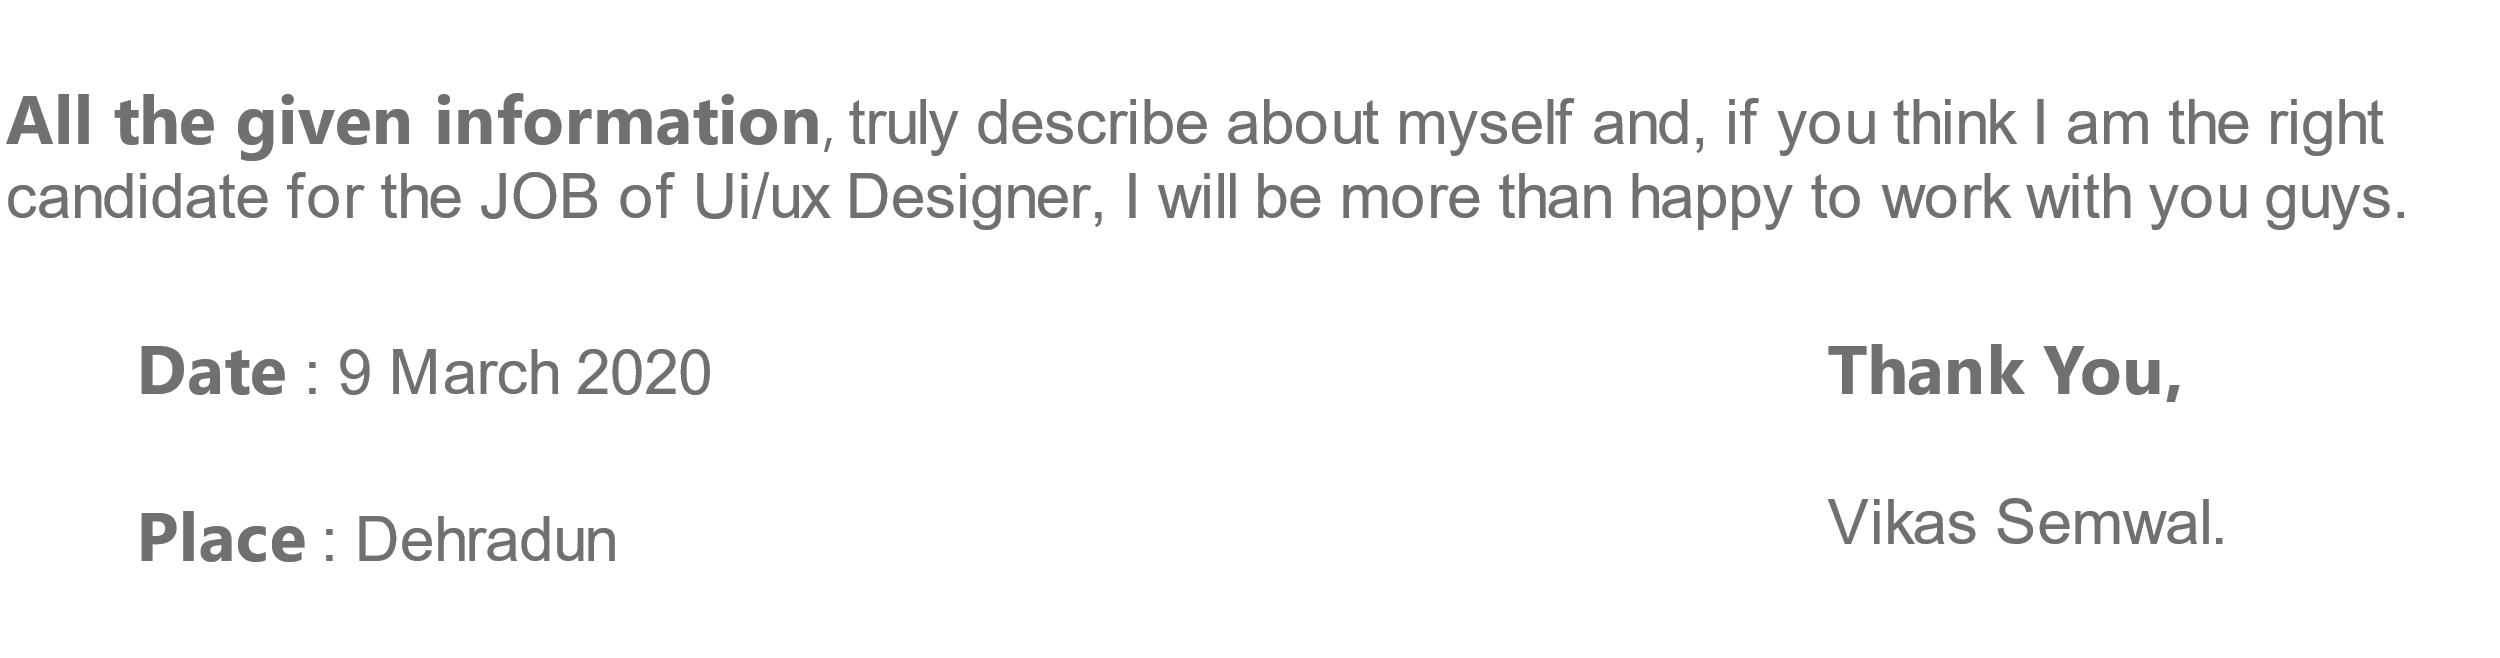 All the given information, truly describe about myself and, if you think I am the right
candidate for the JOB of Ui/ux Designer, I will be more than happy to work with you guys.
Date : 9 March 2020
Thank You,
Place : Dehradun
Vikas Semwal.